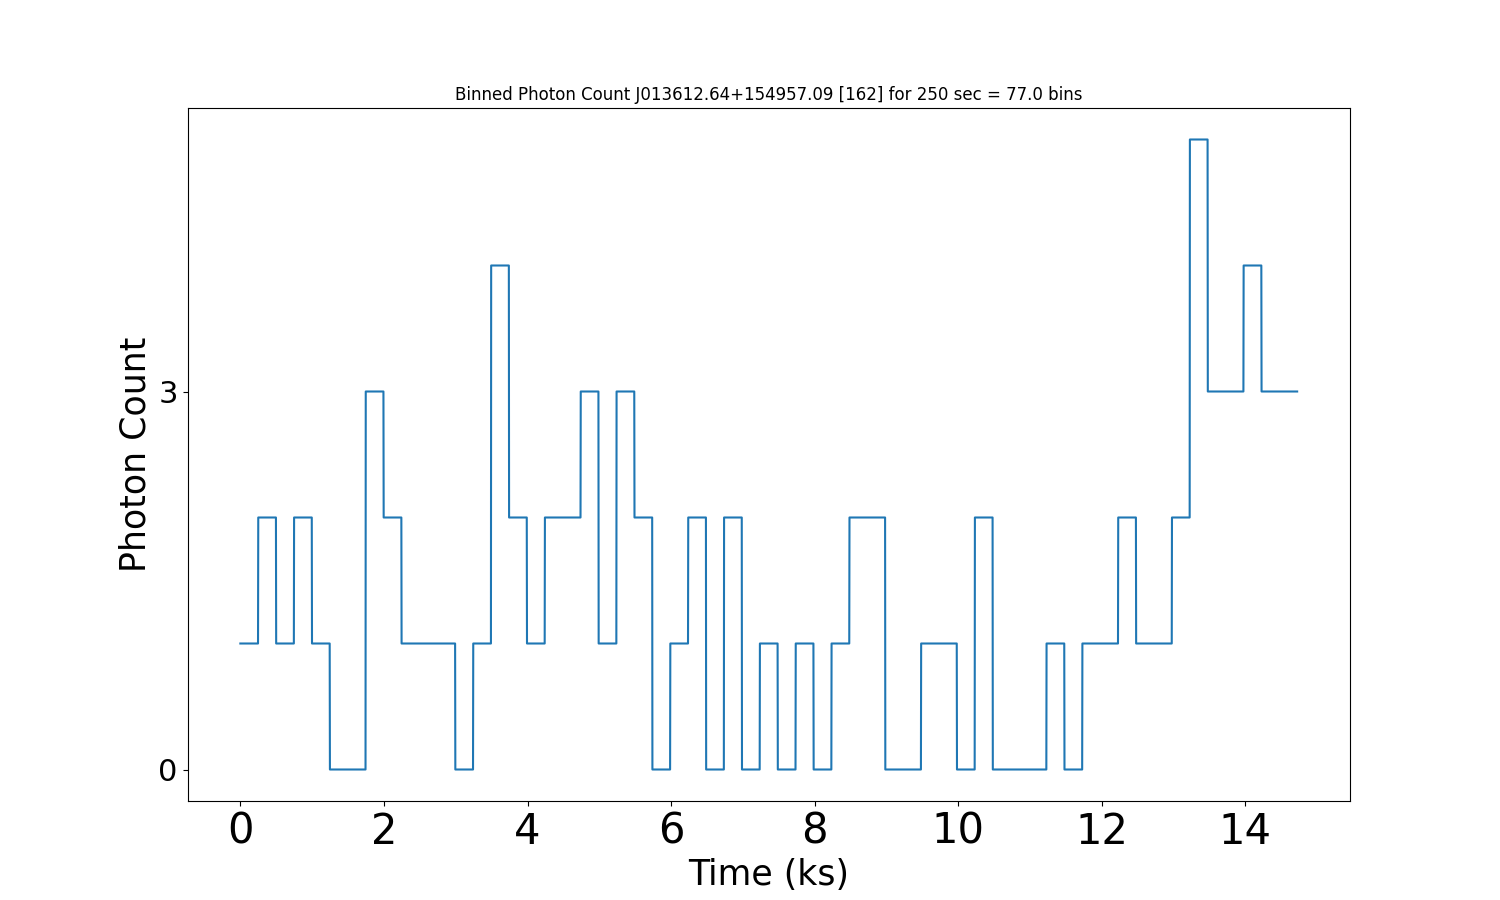 Binned Photon Count J013612.64+154957.09 [162] for 250 sec = 77.0 bins
Photon Count
3
0
0 2 4 6 8 10 12 14
Time (ks)